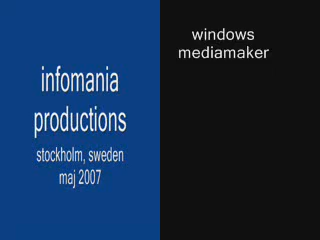 infomania
productions
stockholm, sweden
maj 2007
windows
mediamaker